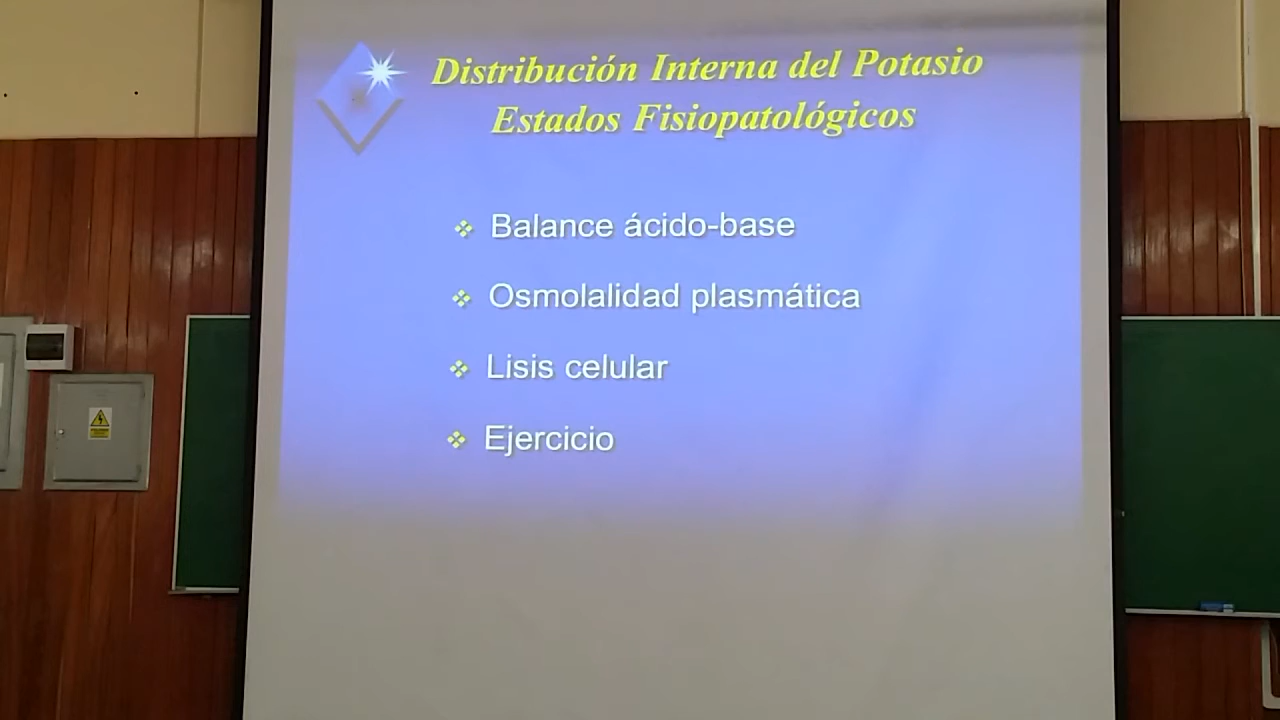 Distribución Interna del Potasio
Estados Fisiopatológicos
Balance ácido-base
Osmolalidad plasmática
Lisis celular
Ejercicio